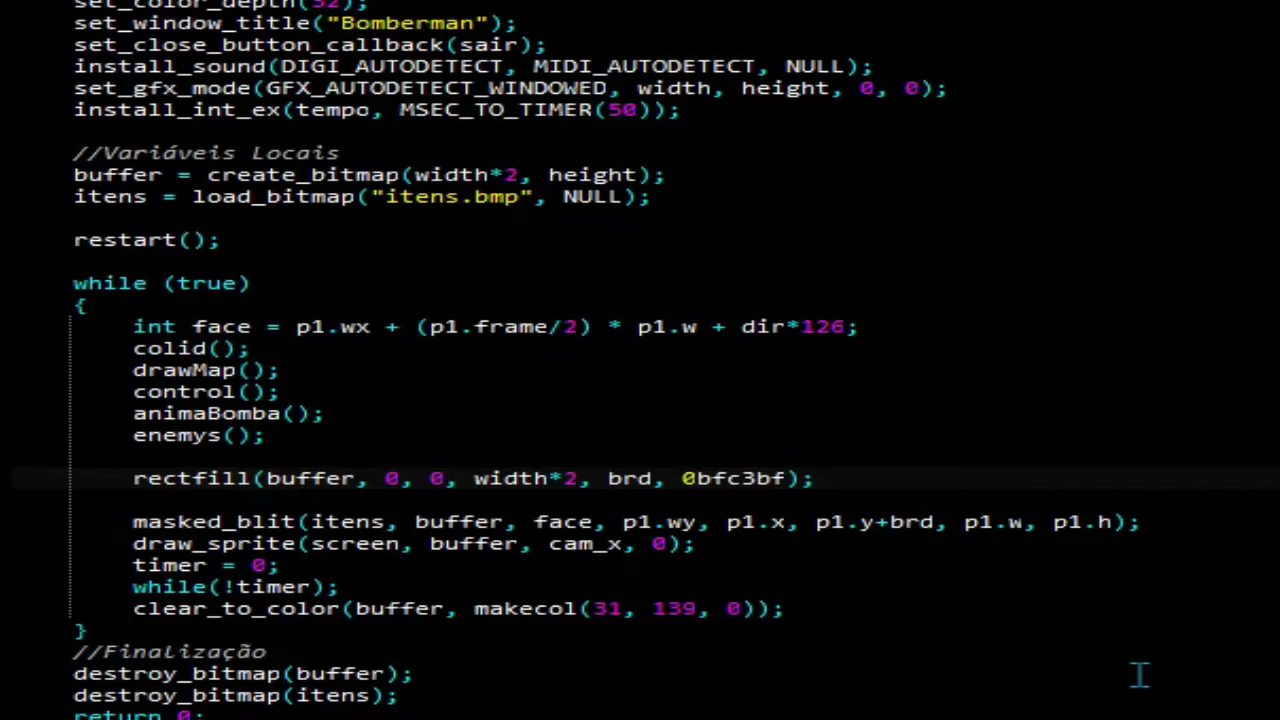 set_color_depth(32);
set_window_title("Bomberman");
set_close_button_callback(sair);
install_sound(DIGI_AUTODETECT, MIDI_AUTODETECT, NULL);
set_gfx_mode(GFX_AUTODETECT_WINDOWED, width, height, 0, 0);
install_int_ex(tempo, MSEC_TO_TIMER(50));
//Variáveis Locais
buffer = create_bitmap(width*2, height);
itens = load_bitmap("itens.bmp", NULL);
restart();
while (true)
{
int face = p1.wx + (p1.frame/2) * p1.w + dir*126;
colid();
drawMap();
control();
animaBomba();
enemys();
rectfill(buffer, 0, 0, width*2, brd, 0bfc3bf);
masked_blit(itens, buffer, face, p1.wy, p1.x, p1.y+brd, p1.w, p1.h);
draw_sprite(screen, buffer, cam_x, 0);
timer = 0;
while(!timer);
clear_to_color(buffer, makecol(31, 139, 0));
}
//Finalização
destroy_bitmap(buffer);
destroy_bitmap(itens);
return 0;